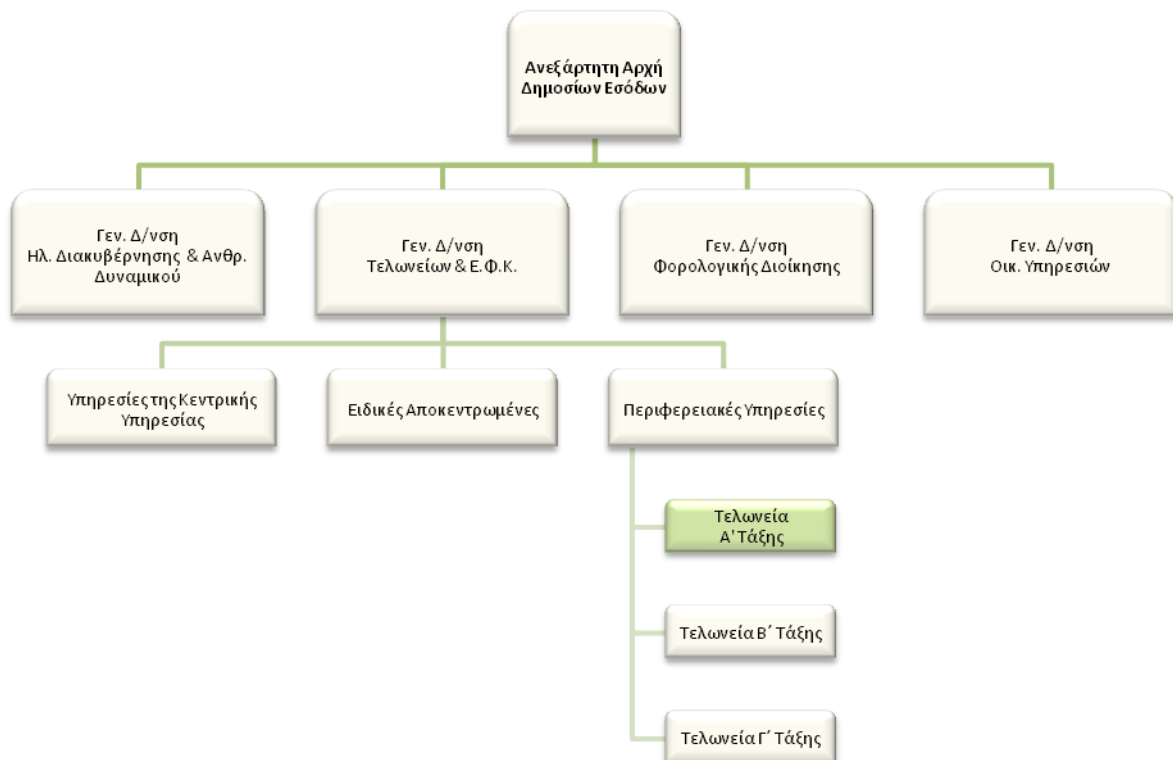 Ανεξάρτητη Αρχή
Δημοσίων Εσόδων
Γεν. Δ/νση
Ηλ. Διακυβέρνησης & Ανθρ.
Δυναμικού
Γεν. Δ/νση
Τελωνείων & Ε.Φ.Κ.
Γεν. Δ/νση
Φορολογικής Διοίκησης
Γεν. Δ/νση
Οικ. Υπηρεσιών
Υπηρεσίες της Κεντρικής
Υπηρεσίας
Ειδικές Αποκεντρωμένες
Περιφερειακές Υπηρεσίες
Τελωνεία
Α' Τάξης
Τελωνεία Β΄ Τάξης
Τελωνεία Γ΄ Τάξης